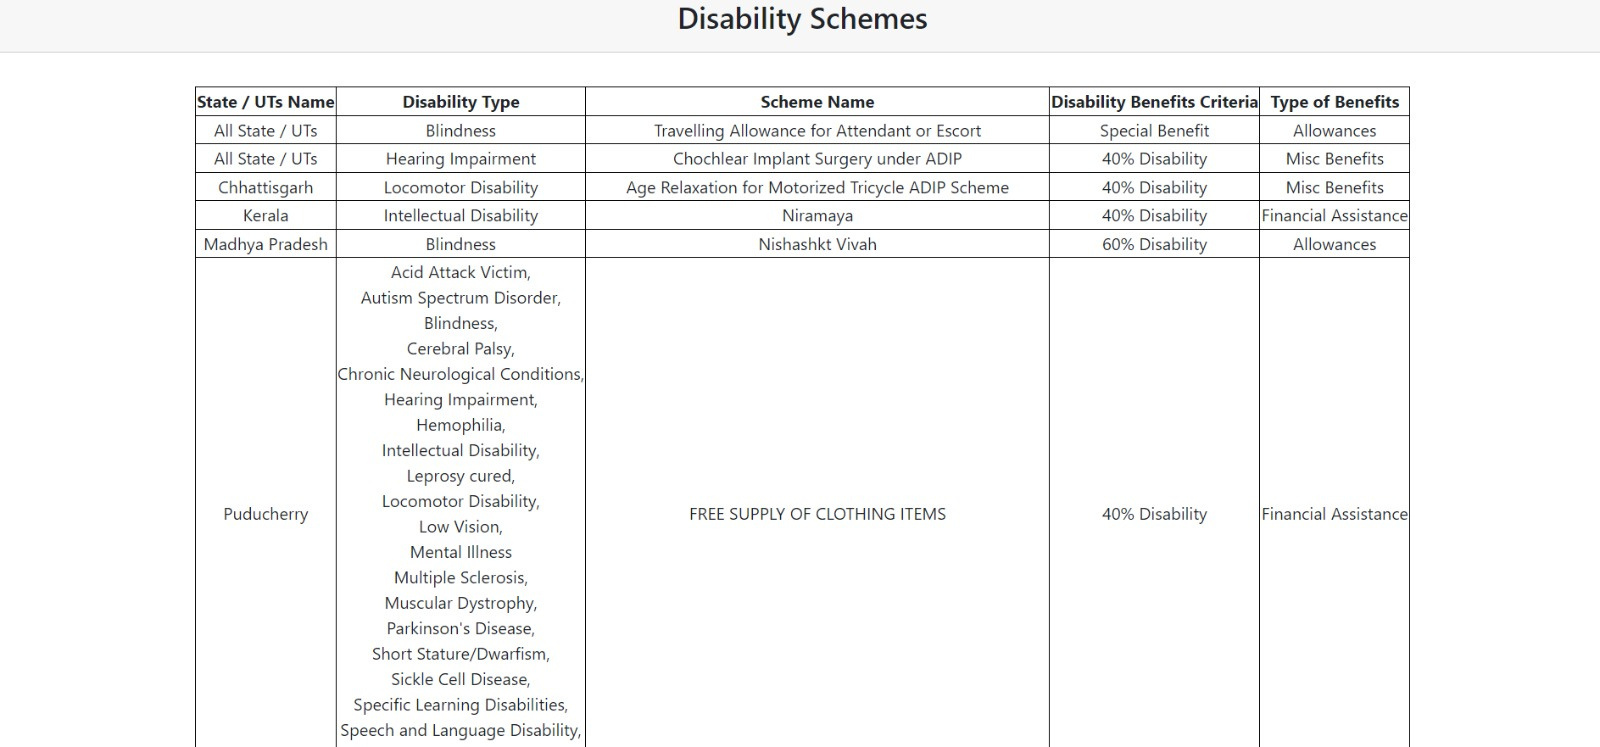 Disability Schemes
State / UTs Name Disability Type Scheme Name Disability Benefits Criteria Type of Benefits
All State / UTs Blindness Travelling Allowance for Attendant or Escort Special Benefit Allowances
All State / UTs Hearing Impairment Chochlear Implant Surgery under ADIP 40% Disability Misc Benefits
Chhattisgarh Locomotor Disability Age Relaxation for Motorized Tricycle ADIP Scheme 40% Disability Misc Benefits
Kerala Intellectual Disability Niramaya 40% Disability Financial Assistance
Madhya Pradesh Blindness Nishashkt Vivah 60% Disability Allowances
Acid Attack Victim,
Autism Spectrum Disorder,
Blindness,
Cerebral Palsy,
Chronic Neurological Conditions,
Hearing Impairment,
Hemophilia,
Intellectual Disability,
Leprosy cured,
Locomotor Disability,
Puducherry FREE SUPPLY OF CLOTHING ITEMS 40% Disability Financial Assistance
Low Vision,
Mental Illness
Multiple Sclerosis,
Muscular Dystrophy,
Parkinson's Disease,
Short Stature/Dwarfism,
Sickle Cell Disease,
Specific Learning Disabilities,
Speech and Language Disability,